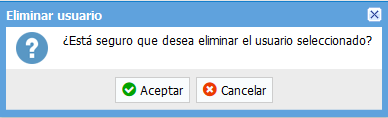 Eliminar usuario
¿Está seguro que desea eliminar el usuario seleccionado?
Aceptar
Cancelar